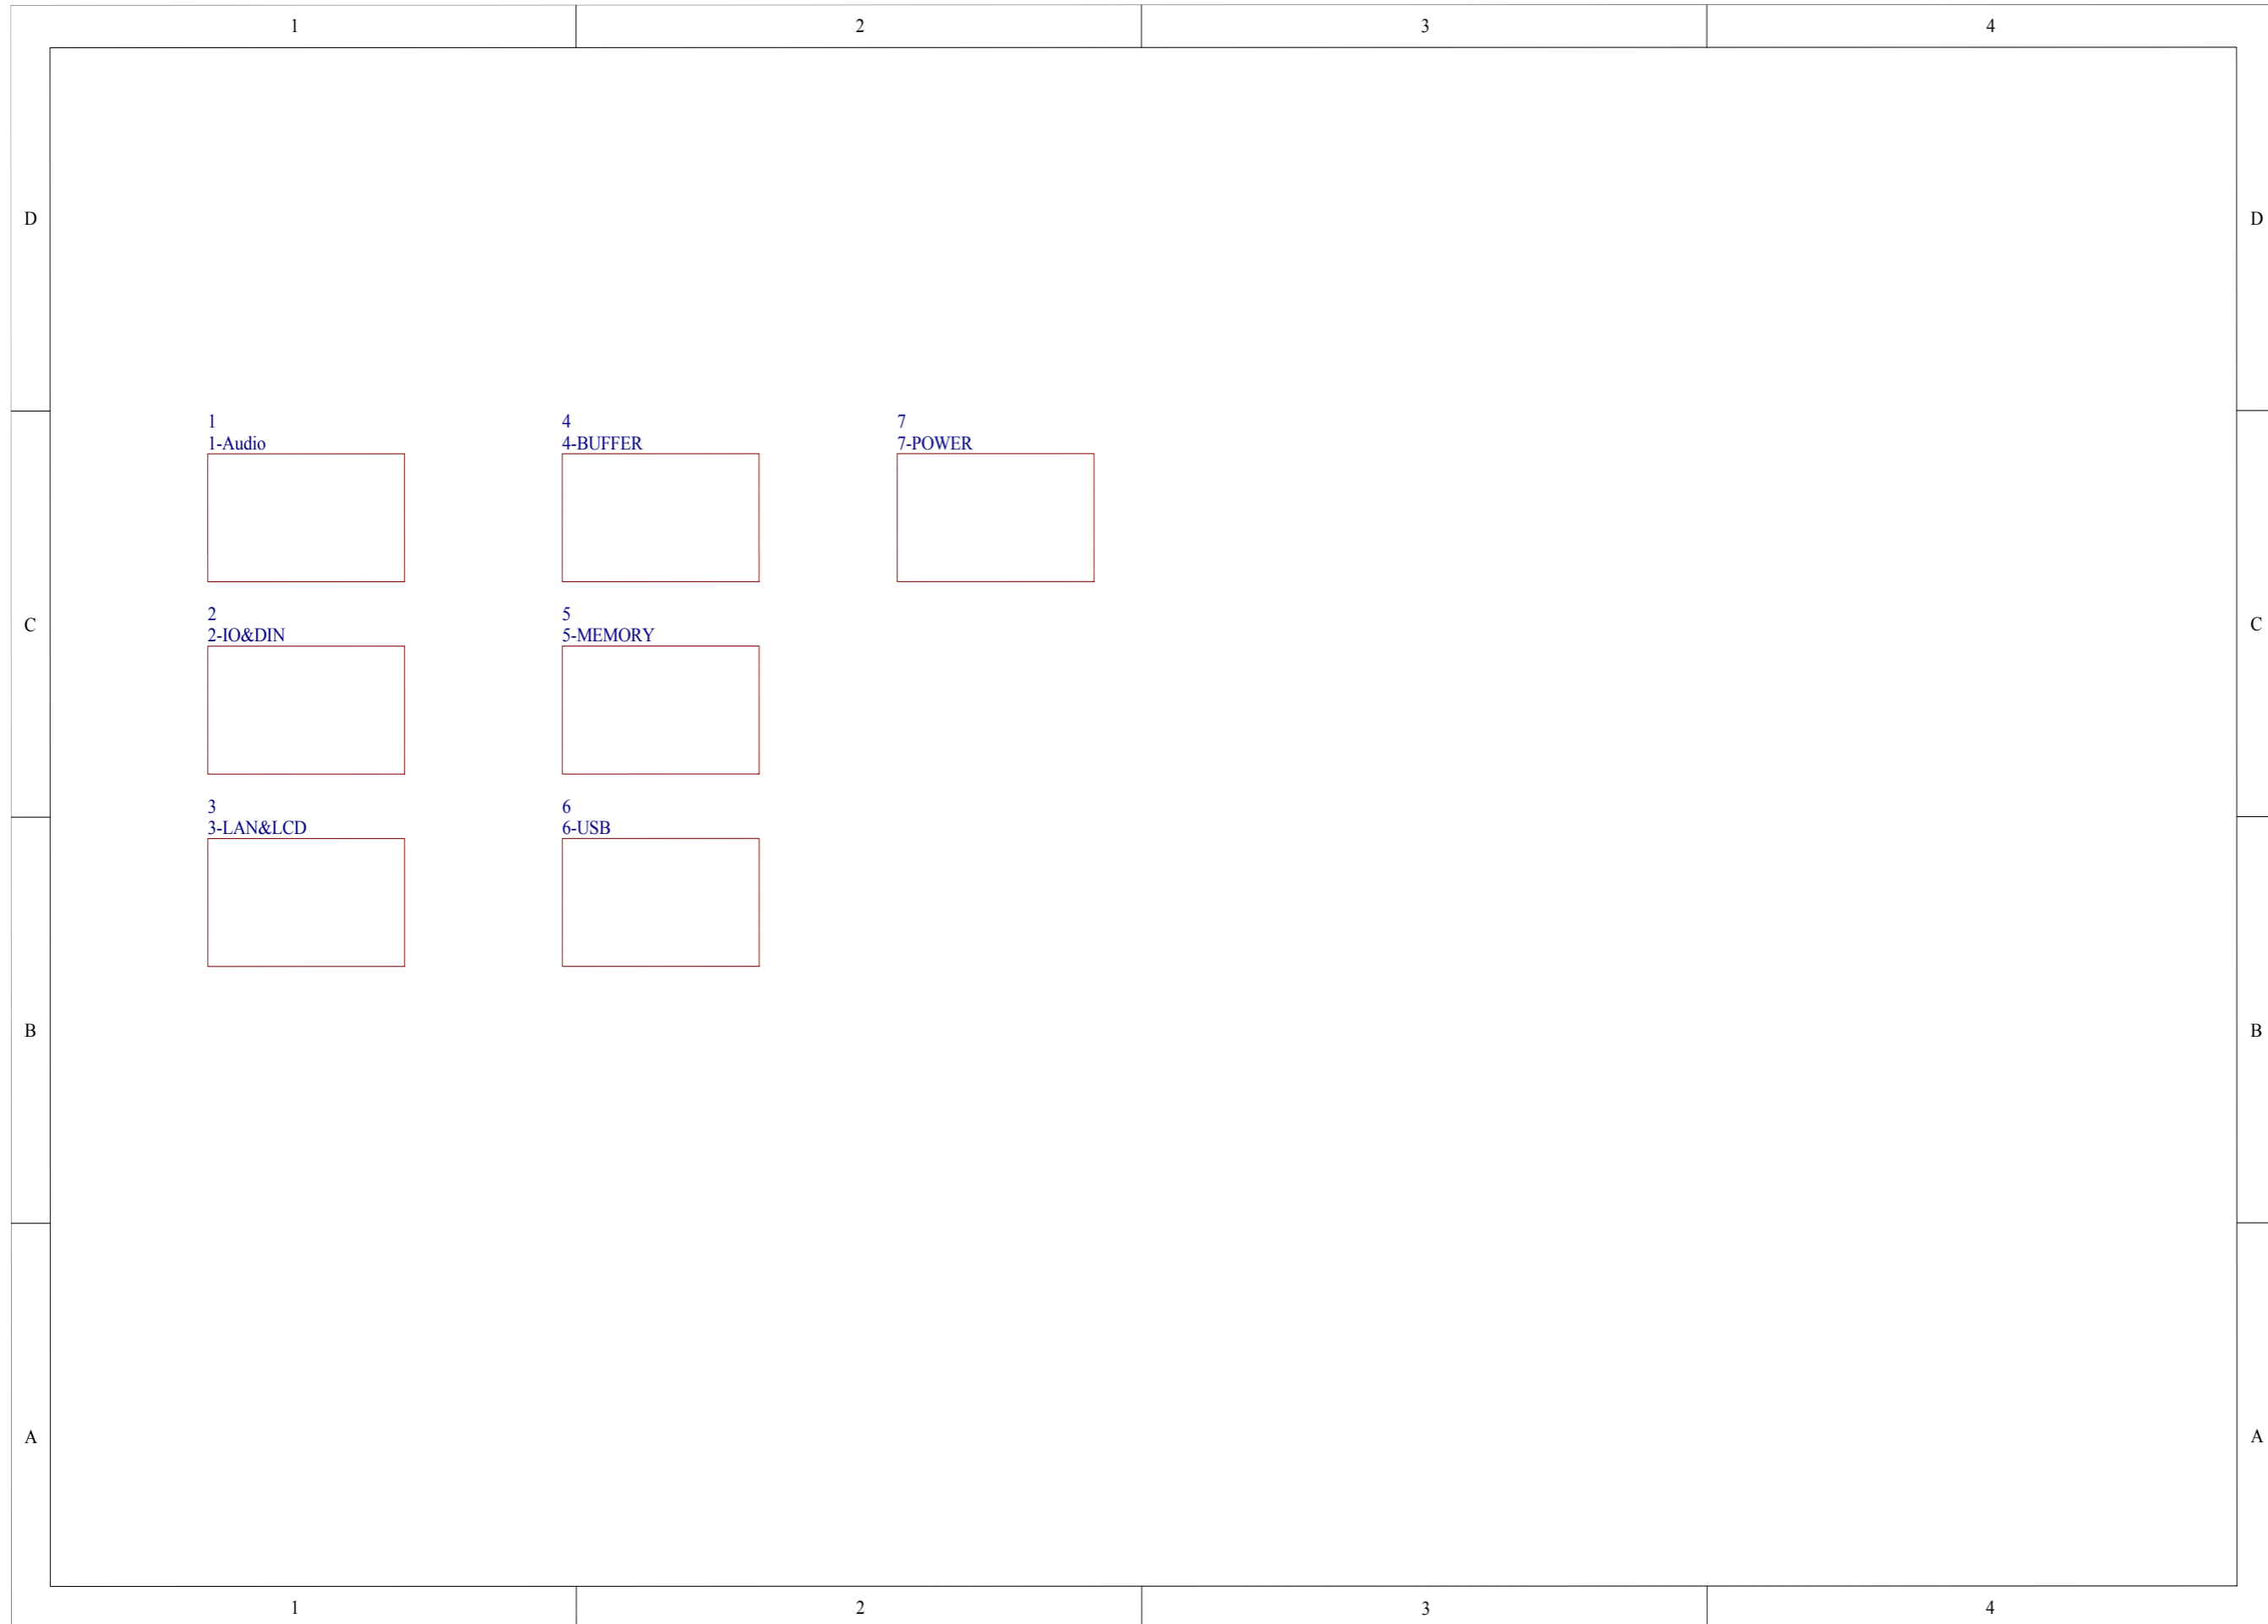 1 2 3 4
D D
1 4 7
1-Audio 4-BUFFER 7-POWER
2 5
C C
2-IO&DIN 5-MEMORY
3 6
3-LAN&LCD 6-USB
B B
A A
1 2 3 4